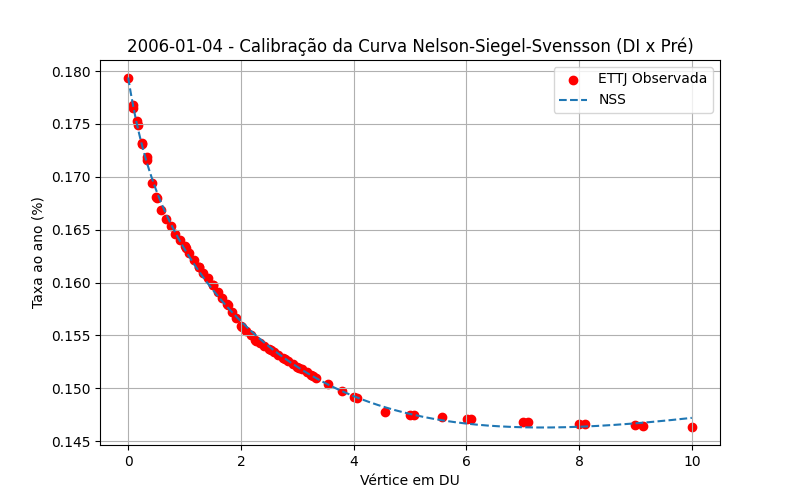 2006-01-04 - Calibração da Curva Nelson-Siegel-Svensson (DI x Pré)
ETTJ Observada
NSS
Taxa ao ano (%)
0.180
0.175
0.170
0.165
0.160
0.155
0.150
0.145
0 2 4 6 8 10
Vértice em DU